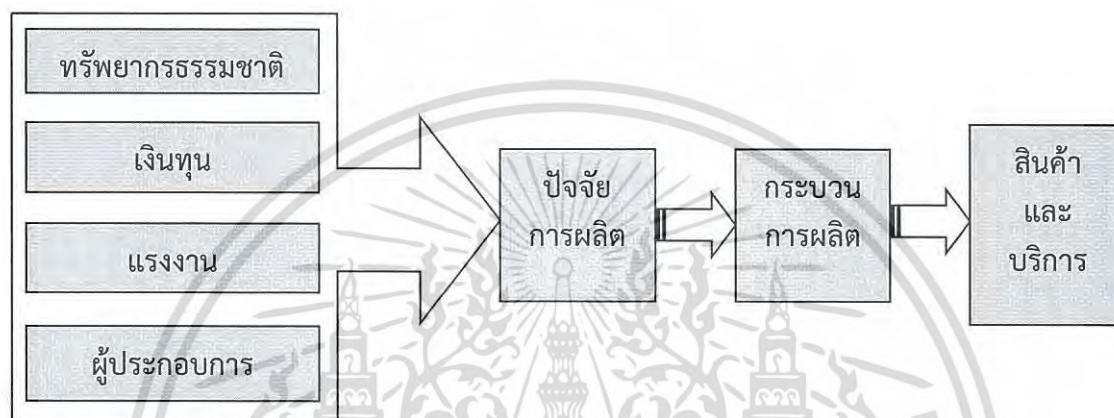 ทรัพยากรธรรมชาติ
เงินทุน
แรงงาน
ผู้ประกอบการ
ปัจจัย
การผลิต
กระบวน
การผลิต
สินค้า
และ
บริการ